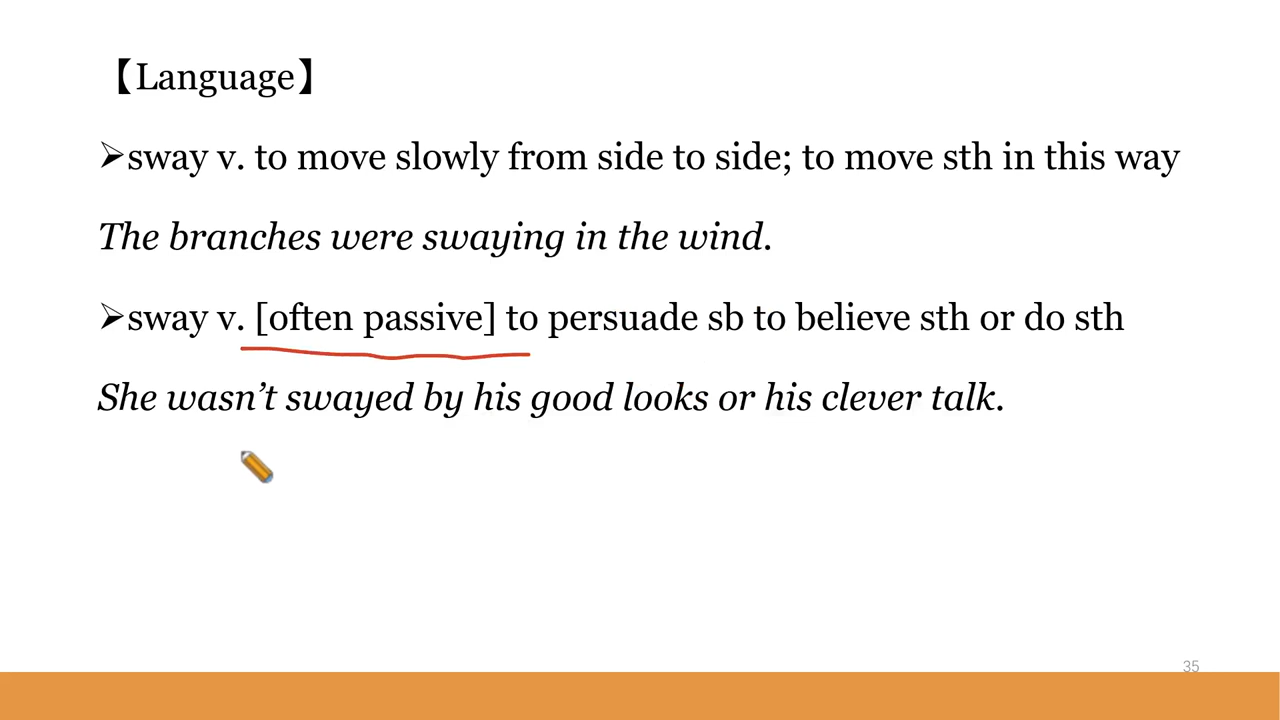 【Language】
➢sway v. to move slowly from side to side; to move sth in this way
The branches were swaying in the wind.
➢sway v. [often passive] to persuade sb to believe sth or do sth
She wasn’t swayed by his good looks or his clever talk.
35